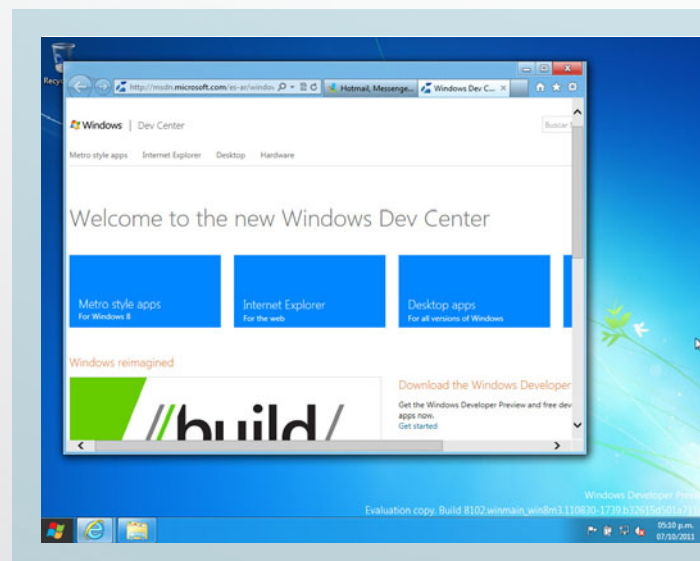 http://msdn.microsoft.com/es-ar/window
Hotmail, Messenge...
Windows Dev C...
Windows | Dev Center
Buscar
Metro style apps Internet Explorer Desktop Hardware
Welcome to the new Windows Dev Center
Metro style apps
For Windows 8
Internet Explorer
For the web
Desktop apps
For all versions of Windows
Windows reimagined
//build/
Download the Windows Developer
Get the Windows Developer Preview and free dev
apps now.
Get started
Windows Developer Prev
Evaluation copy. Build 8102.winmain_win8m3.110830-1739.b32615d501a711
05:10 p.m.
07/10/2011